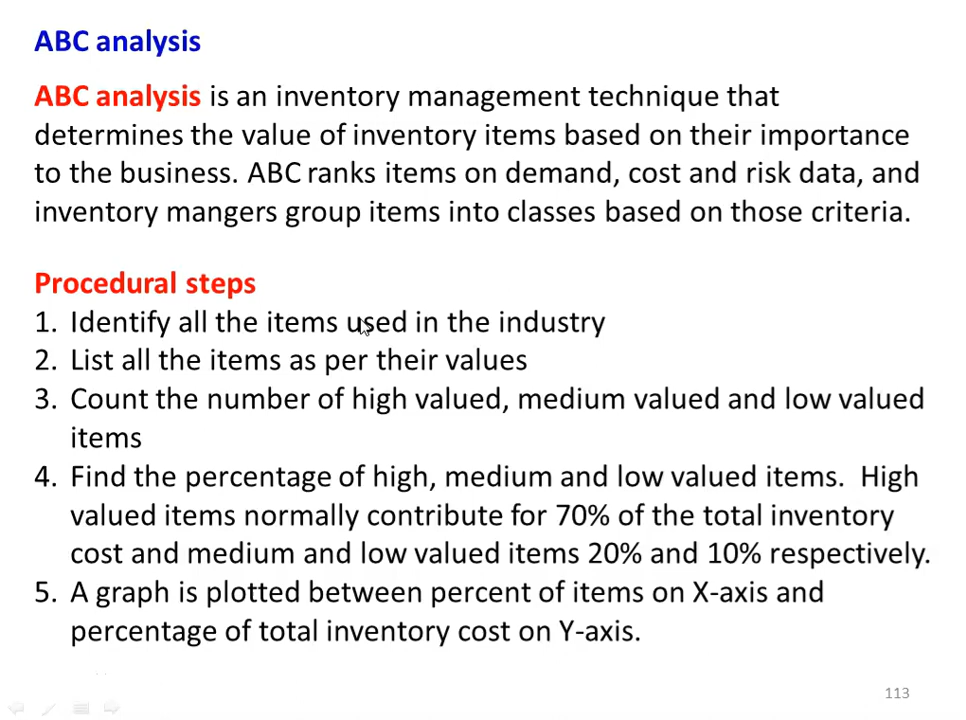 ABC analysis
ABC analysis is an inventory management technique that
determines the value of inventory items based on their importance
to the business. ABC ranks items on demand, cost and risk data, and
inventory mangers group items into classes based on those criteria.
Procedural steps
1. Identify all the items used in the industry
2. List all the items as per their values
3. Count the number of high valued, medium valued and low valued
items
4. Find the percentage of high, medium and low valued items. High
valued items normally contribute for 70% of the total inventory
cost and medium and low valued items 20% and 10% respectively.
5. A graph is plotted between percent of items on X-axis and
percentage of total inventory cost on Y-axis.
113